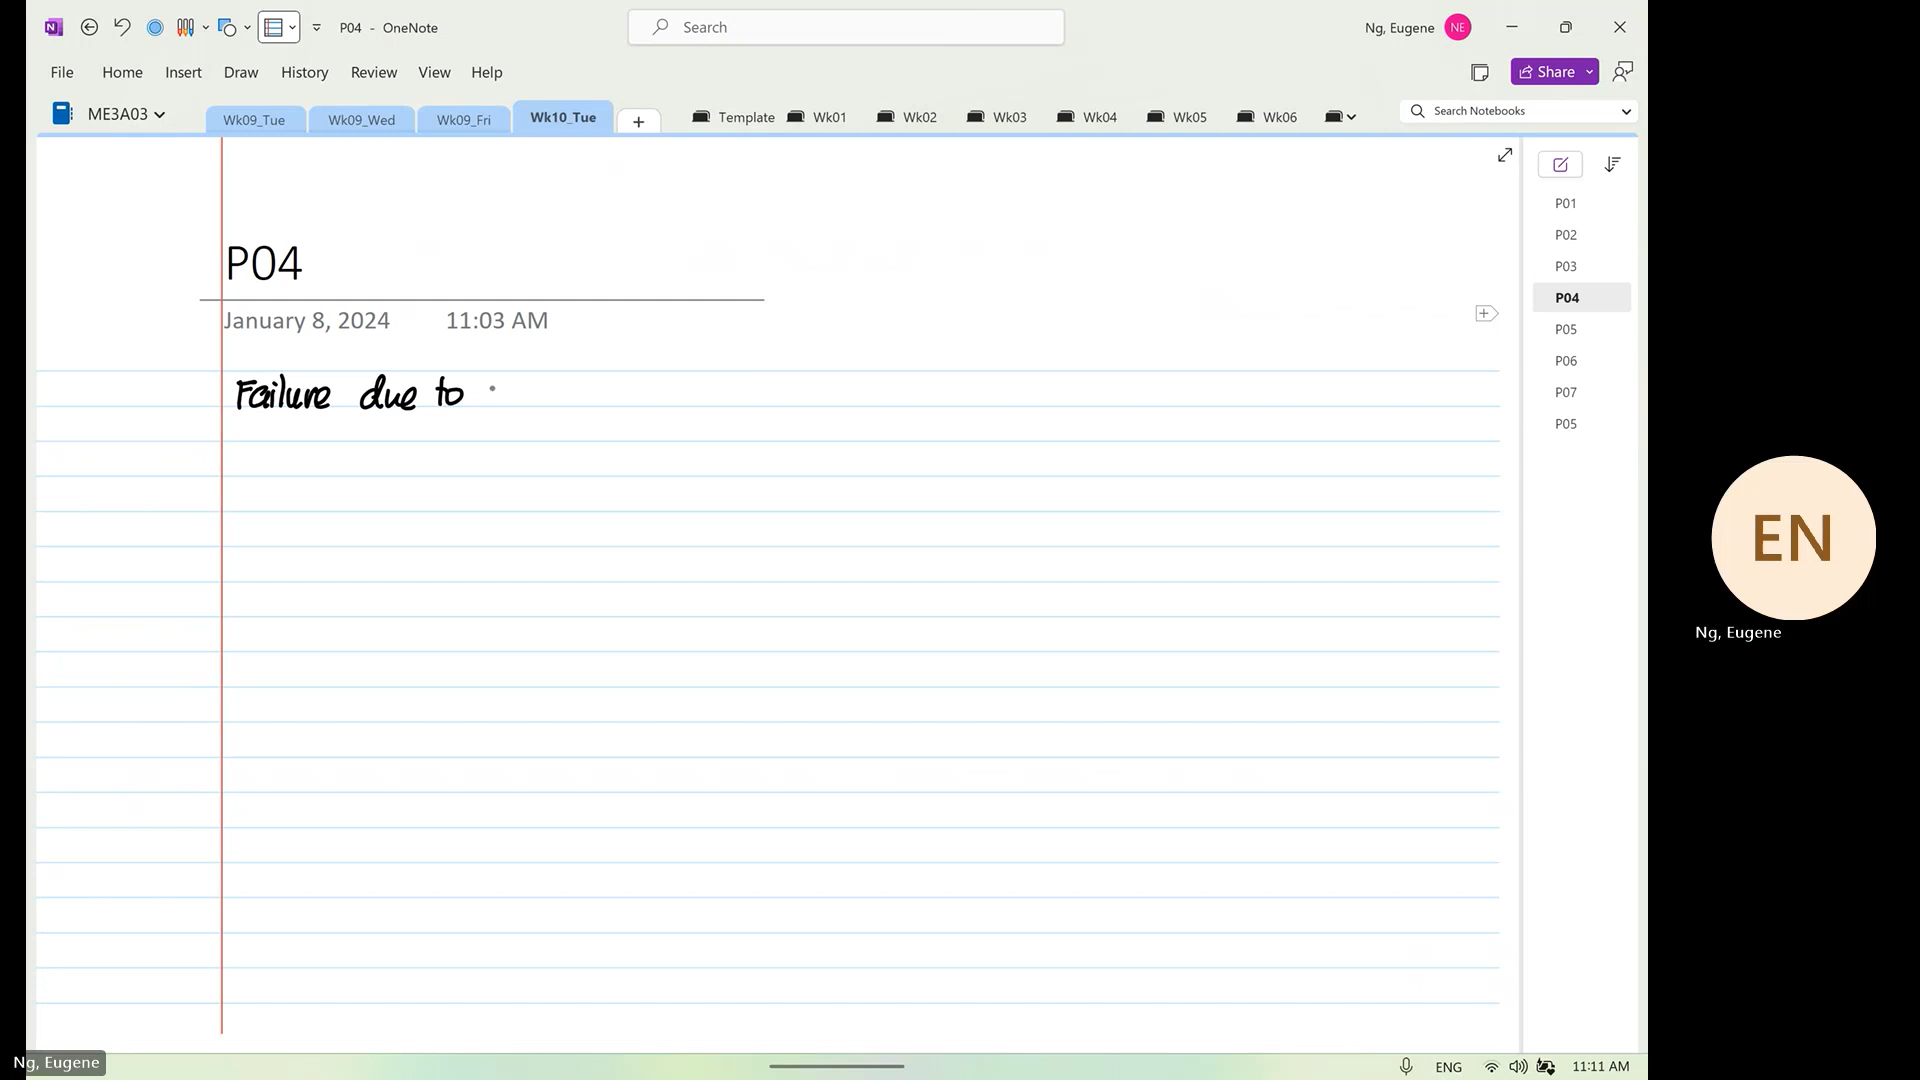 P04 - OneNote
Search
Ng, Eugene
NE
File Home Insert Draw History Review View Help
Share
ME3A03
Wk09_Tue Wk09_Wed Wk09_Fri Wk10_Tue
Template Wk01 Wk02 Wk03 Wk04 Wk05 Wk06
Search Notebooks
P04
January 8, 2024 11:03 AM
Failure due to
P01
P02
P03
P04
P05
P06
P07
P05
EN
Ng, Eugene
Ng, Eugene
ENG
11:11 AM